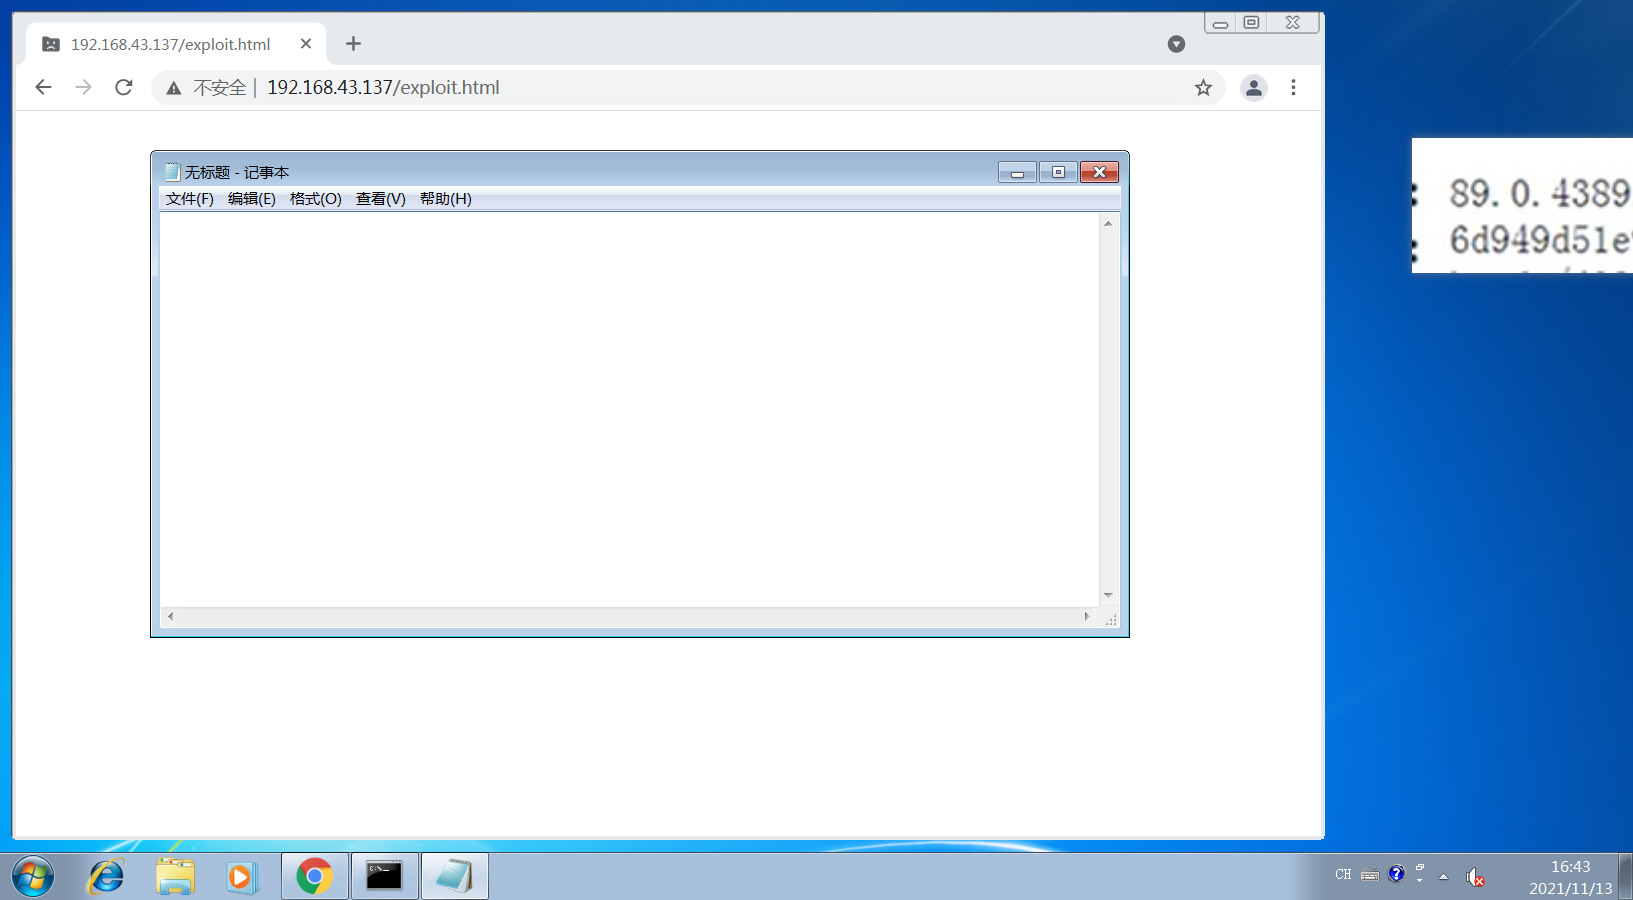 192.168.43.137/exploit.html
不安全 | 192.168.43.137/exploit.html
无标题 - 记事本
文件(F) 编辑(E) 格式(O) 查看(V) 帮助(H)
: 89.0.4389
: 6d949d51e
CH
16:43
2021/11/13